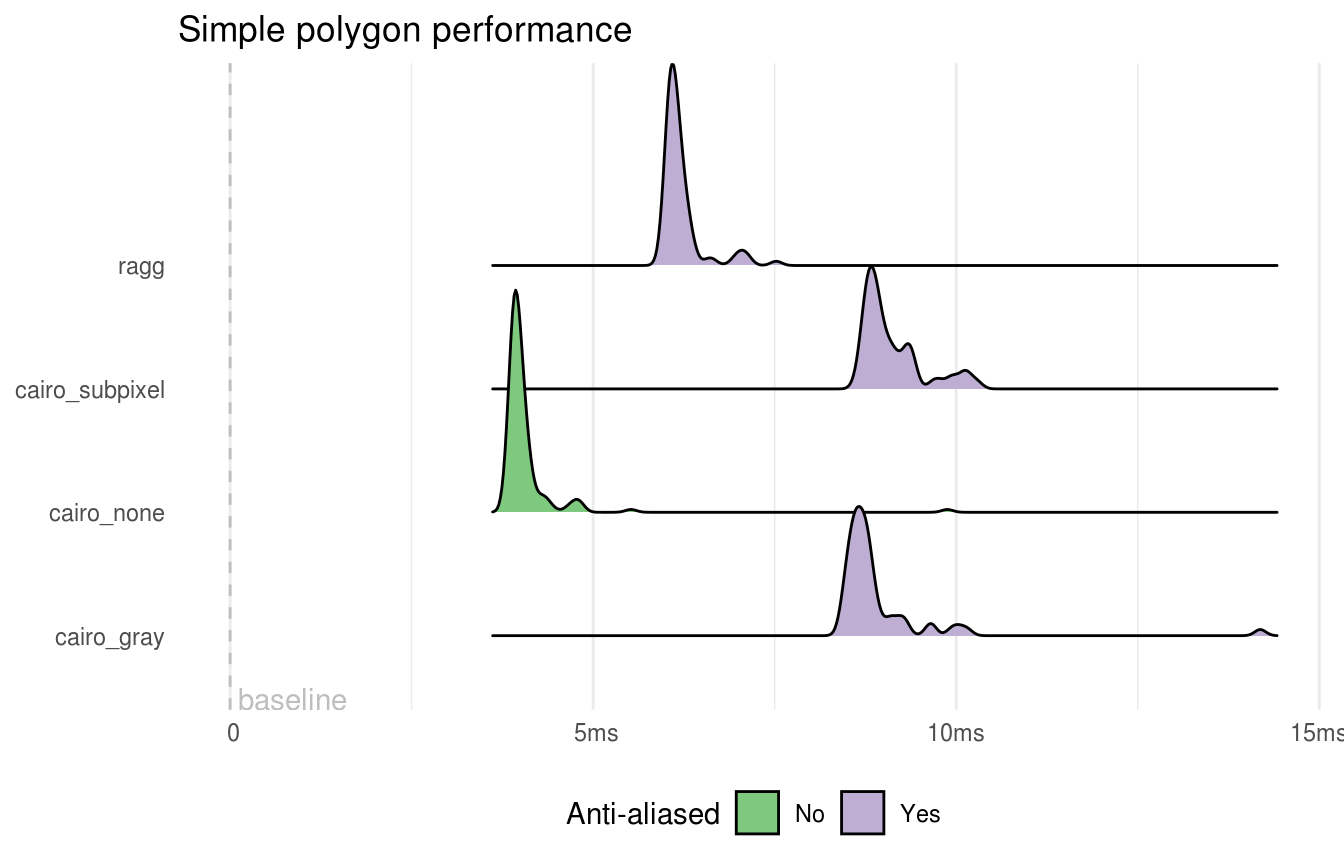 Simple polygon performance
ragg
cairo_subpixel
cairo_none
cairo_gray
baseline
0 5ms 10ms 15ms
Anti-aliased No Yes